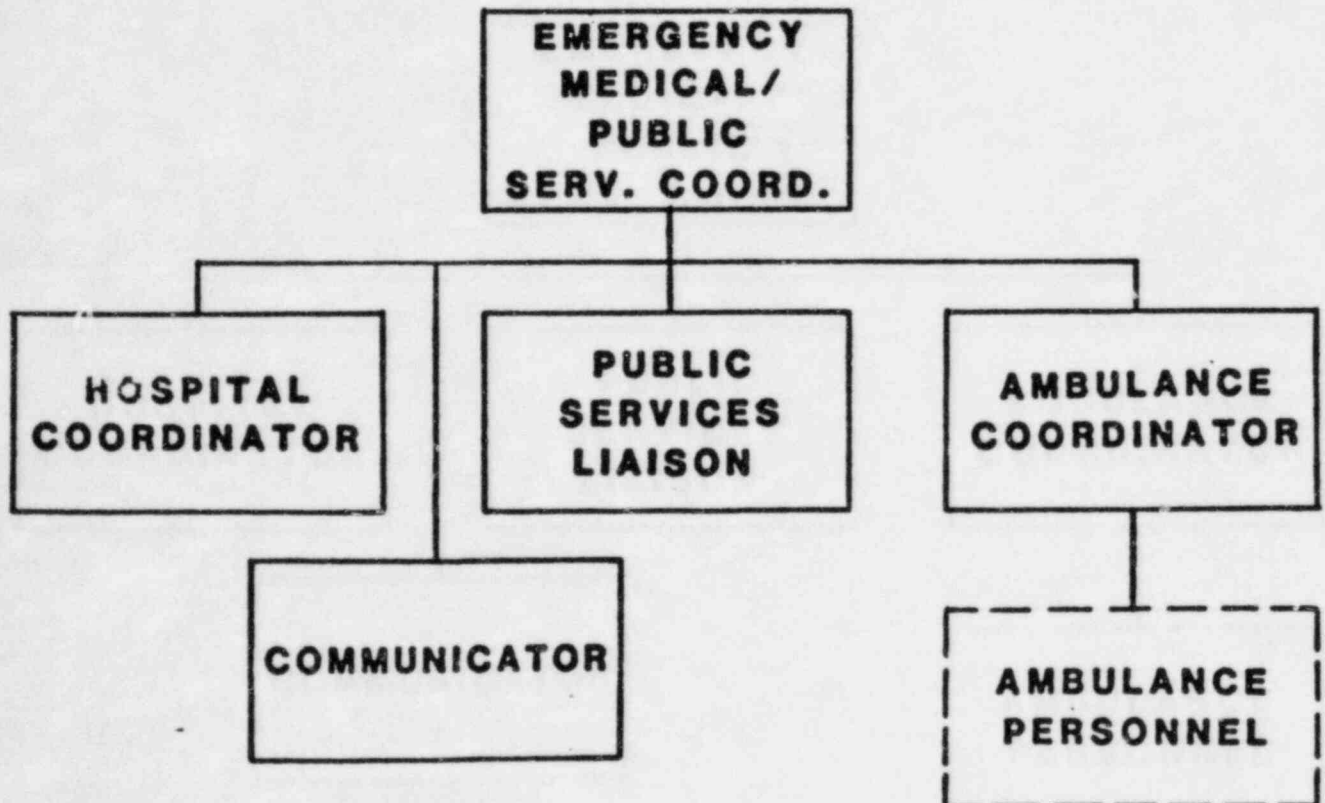 EMERGENCY
MEDICAL/
PUBLIC
SERV. COORD.
HOSPITAL
COORDINATOR
PUBLIC
SERVICES
LIAISON
AMBULANCE
COORDINATOR
COMMUNICATOR
AMBULANCE
PERSONNEL